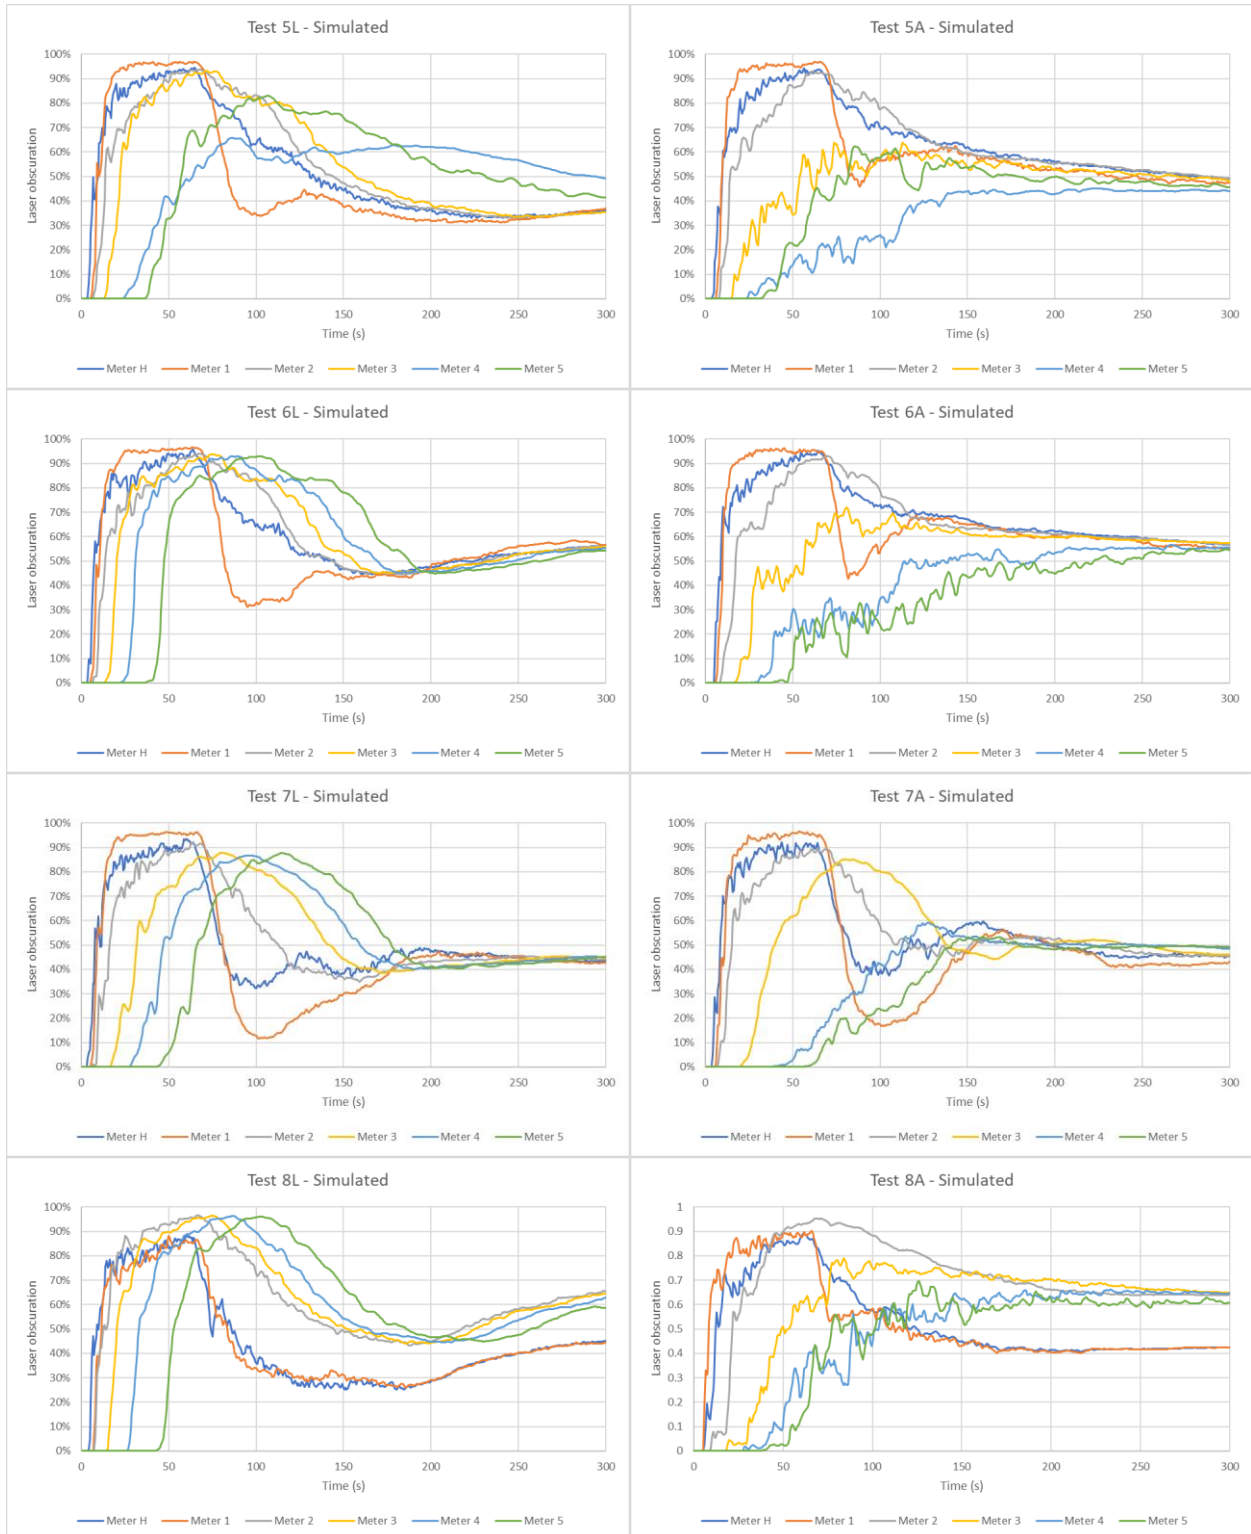 Test 5L - Simulated
100%
90%
80%
70%
60%
50%
40%
30%
20%
10%
0%
Laser obscuration
0 50 100 150 200 250 300
Time (s)
Meter H Meter 1 Meter 2 Meter 3 Meter 4 Meter 5
Test 5A - Simulated
100%
90%
80%
70%
60%
50%
40%
30%
20%
10%
0%
Laser obscuration
0 50 100 150 200 250 300
Time (s)
Meter H Meter 1 Meter 2 Meter 3 Meter 4 Meter 5
Test 6L - Simulated
100%
90%
80%
70%
60%
50%
40%
30%
20%
10%
0%
Laser obscuration
0 50 100 150 200 250 300
Time (s)
Meter H Meter 1 Meter 2 Meter 3 Meter 4 Meter 5
Test 6A - Simulated
100%
90%
80%
70%
60%
50%
40%
30%
20%
10%
0%
Laser obscuration
0 50 100 150 200 250 300
Time (s)
Meter H Meter 1 Meter 2 Meter 3 Meter 4 Meter 5
Test 7L - Simulated
100%
90%
80%
70%
60%
50%
40%
30%
20%
10%
0%
Laser obscuration
0 50 100 150 200 250 300
Time (s)
Meter H Meter 1 Meter 2 Meter 3 Meter 4 Meter 5
Test 7A - Simulated
100%
90%
80%
70%
60%
50%
40%
30%
20%
10%
0%
Laser obscuration
0 50 100 150 200 250 300
Time (s)
Meter H Meter 1 Meter 2 Meter 3 Meter 4 Meter 5
Test 8L - Simulated
100%
90%
80%
70%
60%
50%
40%
30%
20%
10%
0%
Laser obscuration
0 50 100 150 200 250 300
Time (s)
Meter H Meter 1 Meter 2 Meter 3 Meter 4 Meter 5
Test 8A - Simulated
1
0.9
0.8
0.7
0.6
0.5
0.4
0.3
0.2
0.1
0
Laser obscuration
0 50 100 150 200 250 300
Time (s)
Meter H Meter 1 Meter 2 Meter 3 Meter 4 Meter 5